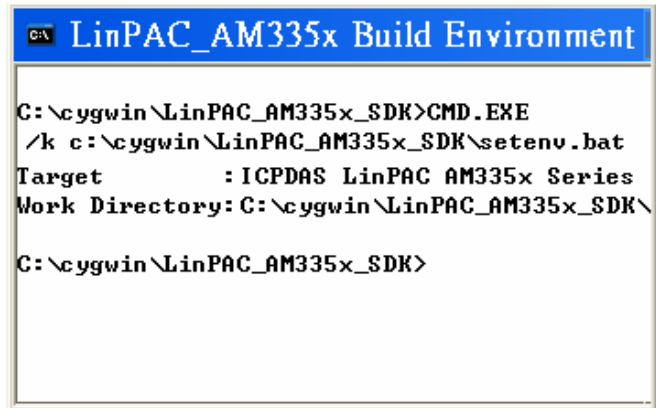 LinPAC_AM335x Build Environment
C:\cygwin\LinPAC_AM335x_SDK>CMD.EXE
/k c:\cygwin\LinPAC_AM335x_SDK\setenv.bat
Target :ICPDAS LinPAC AM335x Series
Work Directory:C:\cygwin\LinPAC_AM335x_SDK\
C:\cygwin\LinPAC_AM335x_SDK>